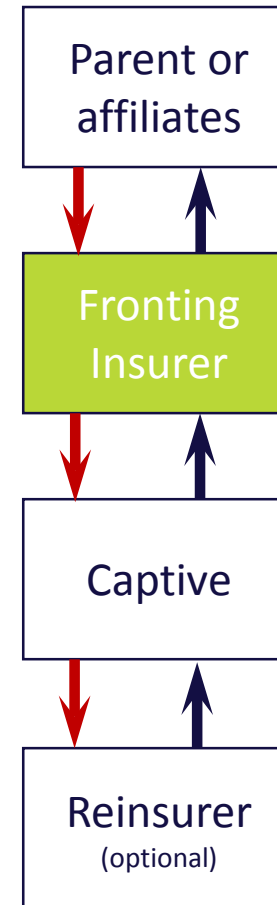 Parent or
affiliates
Fronting
Insurer
Captive
Reinsurer
(optional)